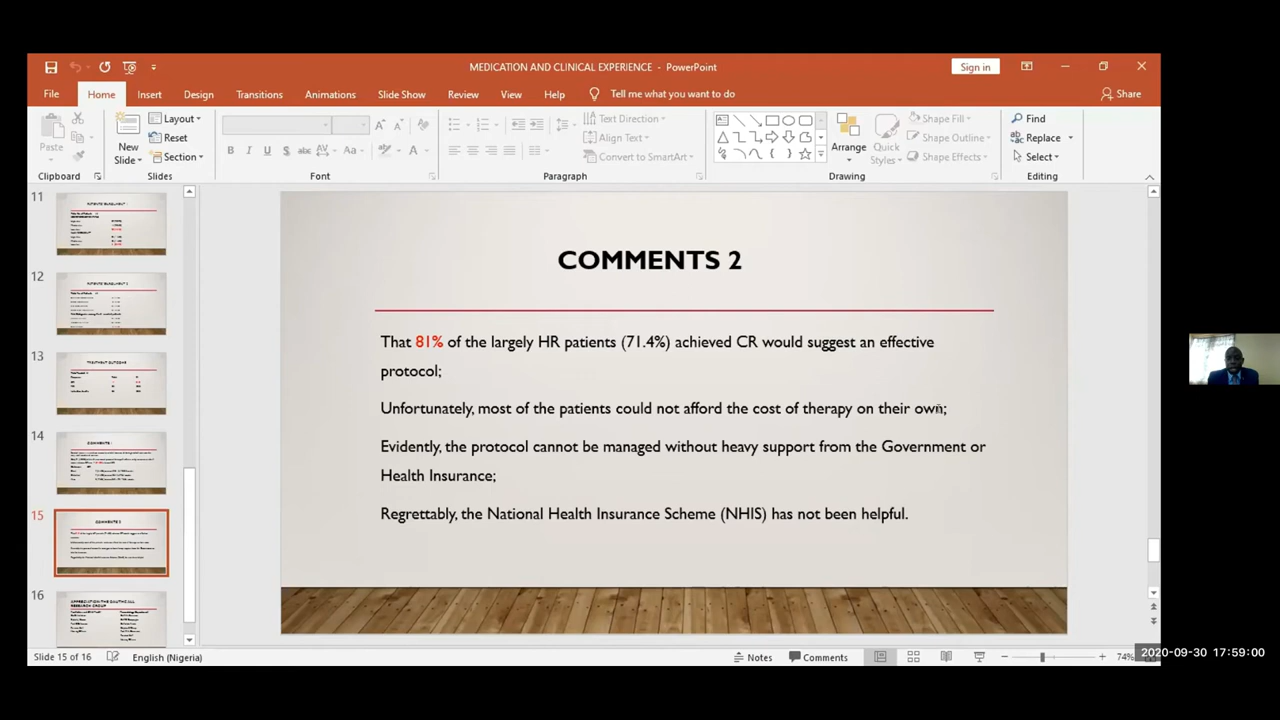 MEDICATION AND CLINICAL EXPERIENCE - PowerPoint
Sign in
File Home Insert Design Transitions Animations Slide Show Review View Help Tell me what you want to do Share
Paste
New Slide
Layout
Reset
Section
Text Direction
Align Text
Convert to SmartArt
Arrange
Quick Styles
Shape Fill
Shape Outline
Shape Effects
Find
Replace
Select
Clipboard Slides Font Paragraph Drawing Editing
11
12
13
14
15
16
COMMENTS 2
That 81% of the largely HR patients (71.4%) achieved CR would suggest an effective
protocol;
Unfortunately, most of the patients could not afford the cost of therapy on their own;
Evidently, the protocol cannot be managed without heavy support from the Government or
Health Insurance;
Regrettably, the National Health Insurance Scheme (NHIS) has not been helpful.
Slide 15 of 16 English (Nigeria) Notes Comments 74%
2020-09-30 17:59:00